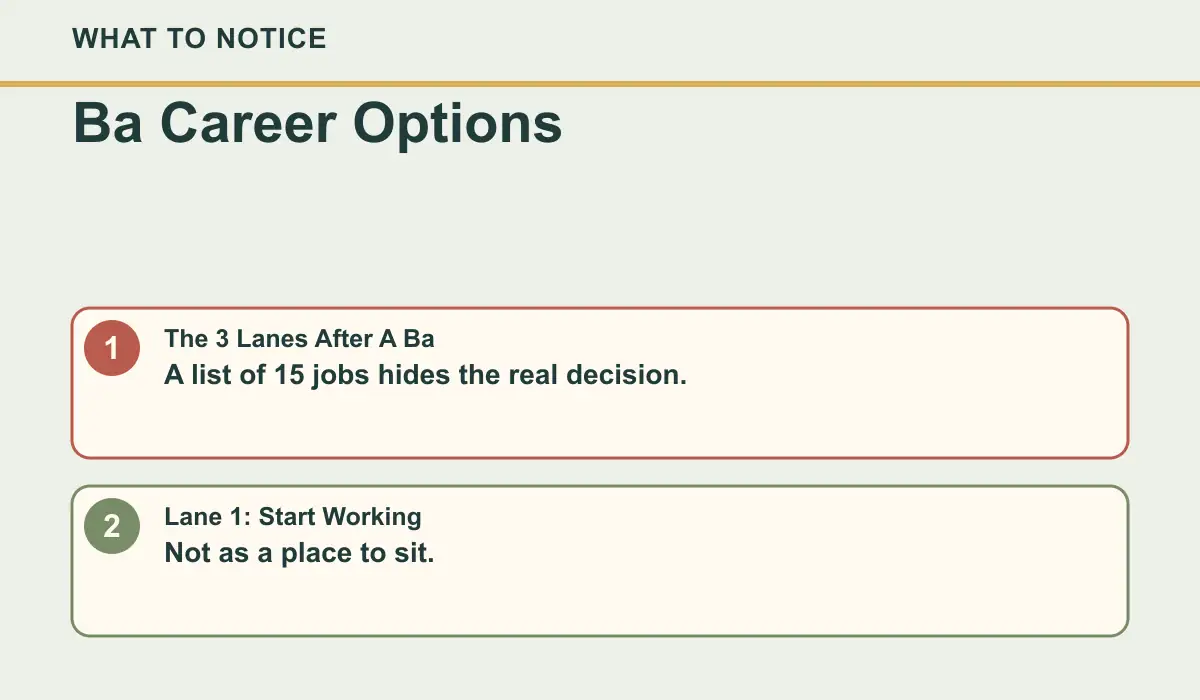 WHAT TO NOTICE
Ba Career Options
1
The 3 Lanes After A Ba
A list of 15 jobs hides the real decision.
2
Lane 1: Start Working
Not as a place to sit.